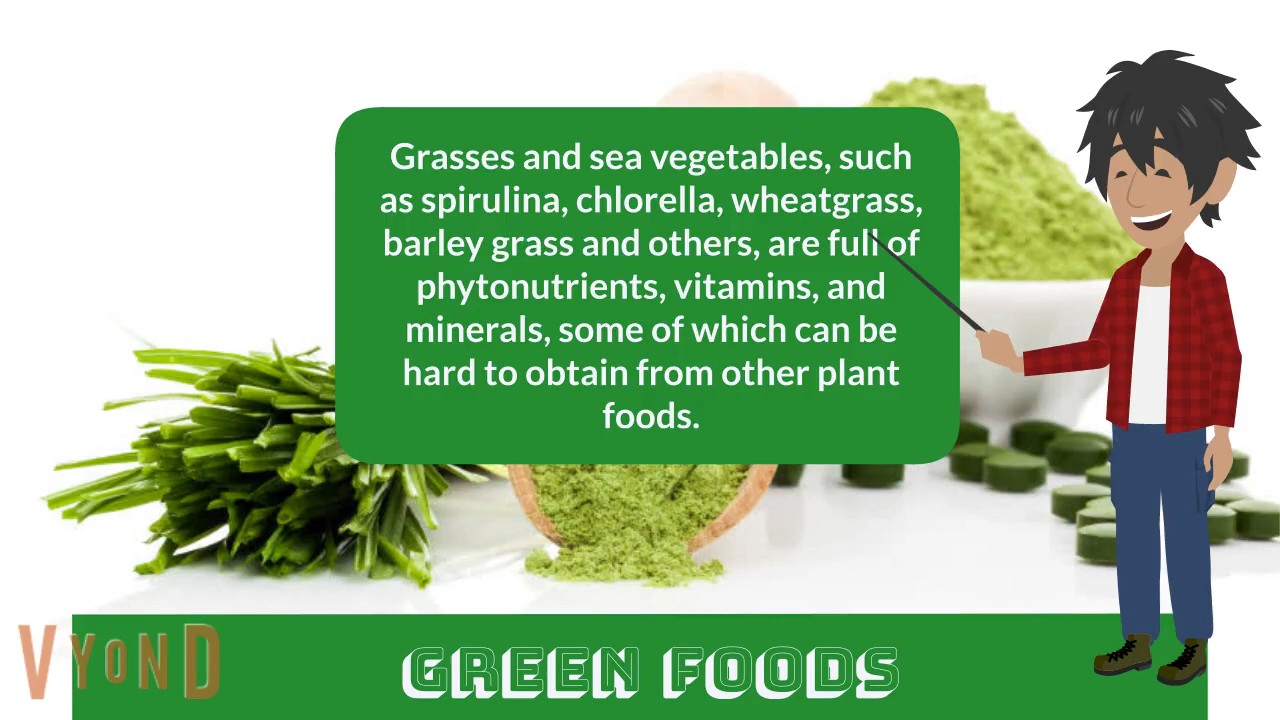 Grasses and sea vegetables, such
as spirulina, chlorella, wheatgrass,
barley grass and others, are full of
phytonutrients, vitamins, and
minerals, some of which can be
hard to obtain from other plant
foods.
VYOND
GREEN FOODS